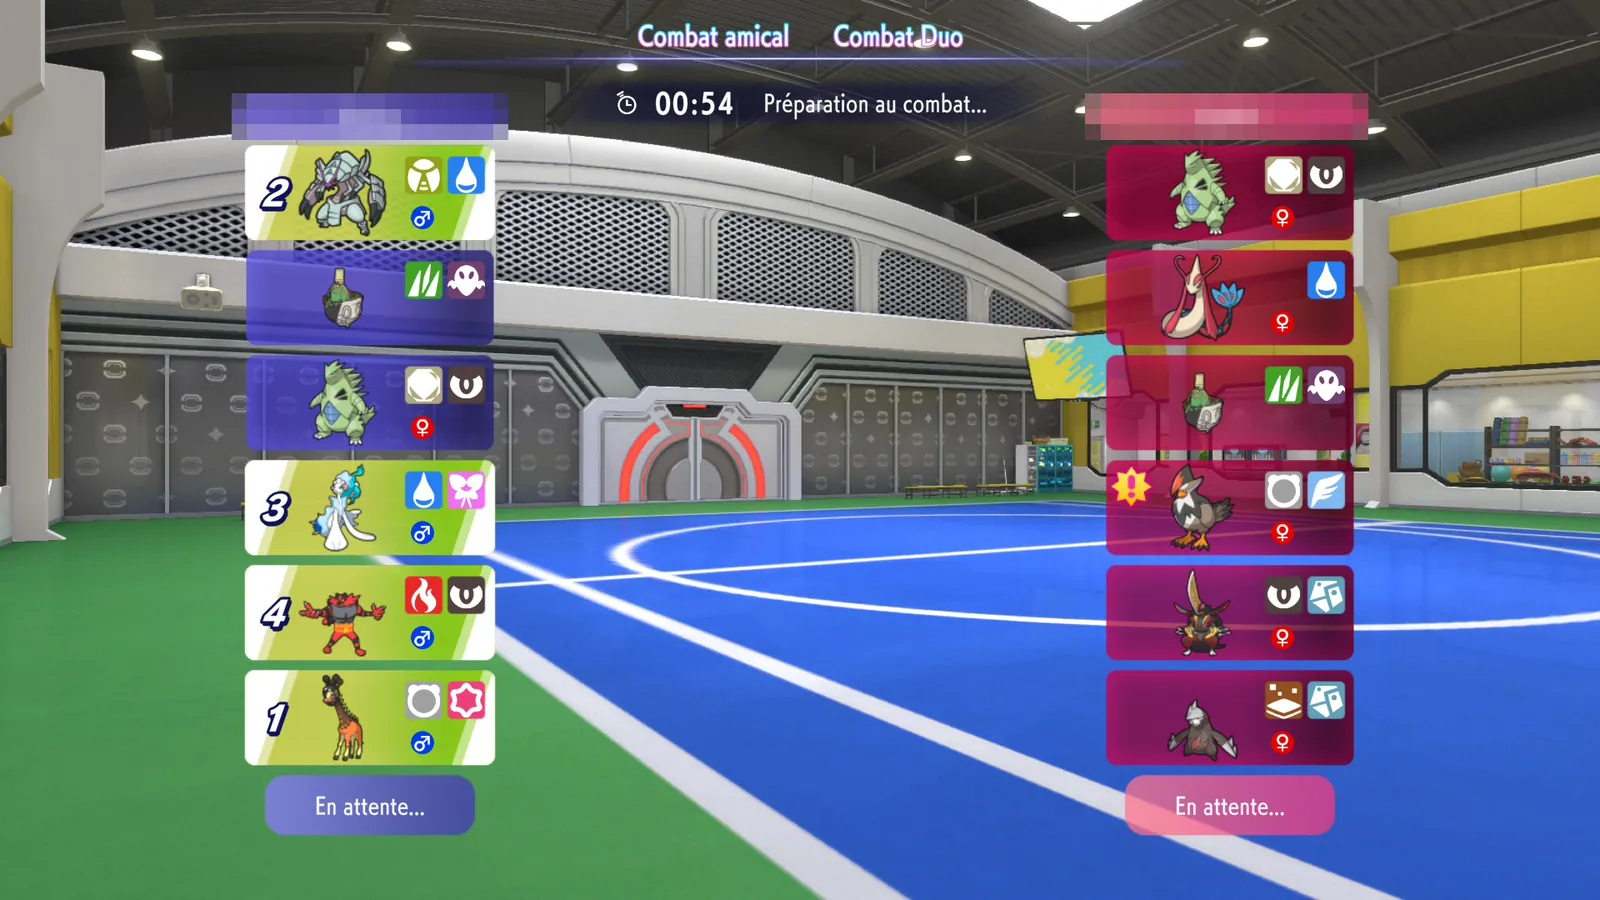 Combat amical Combat Duo
00:54 Préparation au combat...
2
3
4
1
En attente...
En attente...